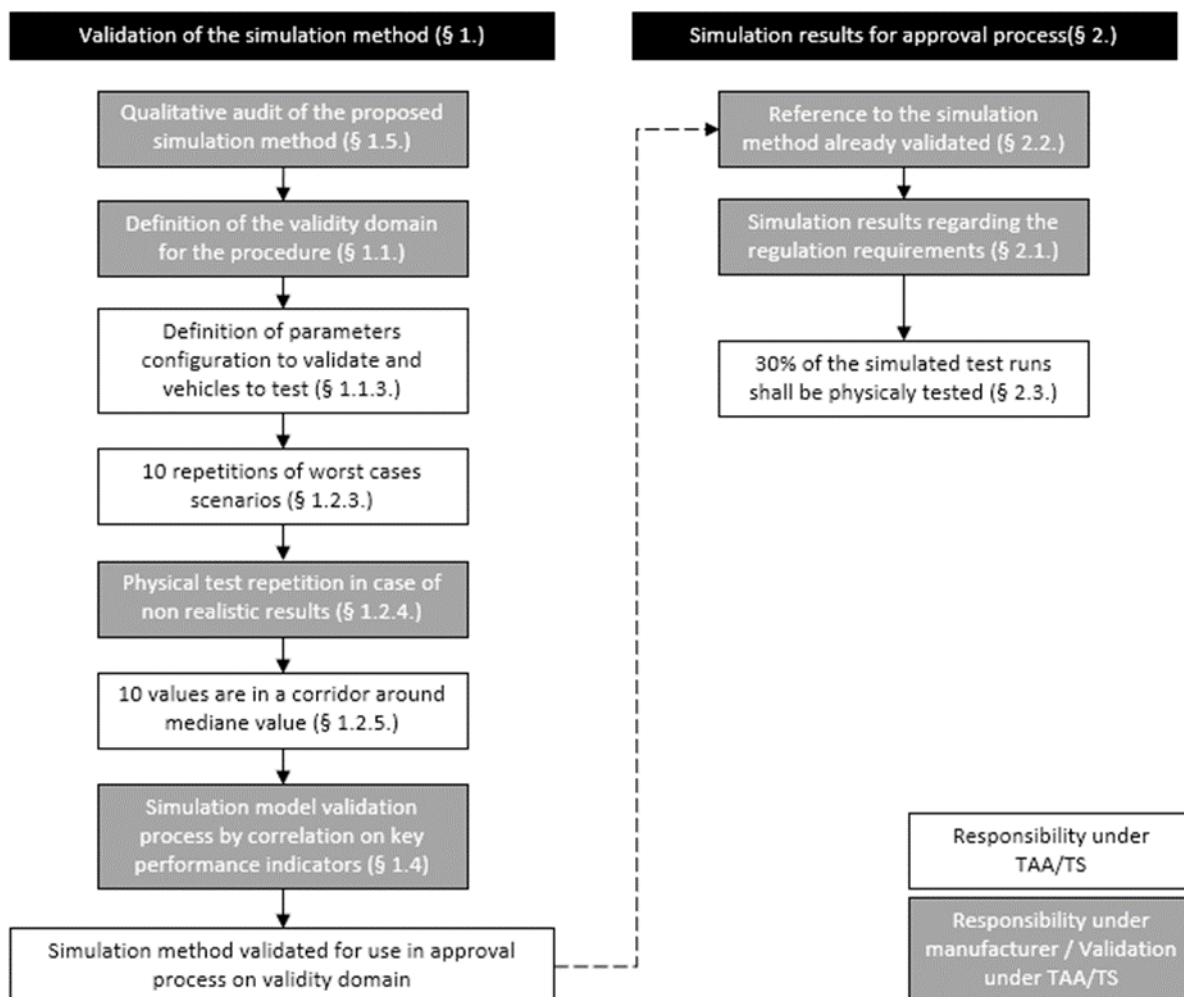 Validation of the simulation method (§ 1.)
Qualitative audit of the proposed
simulation method (§ 1.5.)
Definition of the validity domain
for the procedure (§ 1.1.)
Definition of parameters
configuration to validate and
vehicles to test (§ 1.1.3.)
10 repetitions of worst cases
scenarios (§ 1.2.3.)
Physical test repetition in case of
non realistic results (§ 1.2.4.)
10 values are in a corridor around
mediane value (§ 1.2.5.)
Simulation model validation
process by correlation on key
performance indicators (§ 1.4)
Simulation method validated for use in approval
process on validity domain
Simulation results for approval process(§ 2.)
Reference to the simulation
method already validated (§ 2.2.)
Simulation results regarding the
regulation requirements (§ 2.1.)
30% of the simulated test runs
shall be physicaly tested (§ 2.3.)
Responsibility under
TAA/TS
Responsibility under
manufacturer / Validation
under TAA/TS